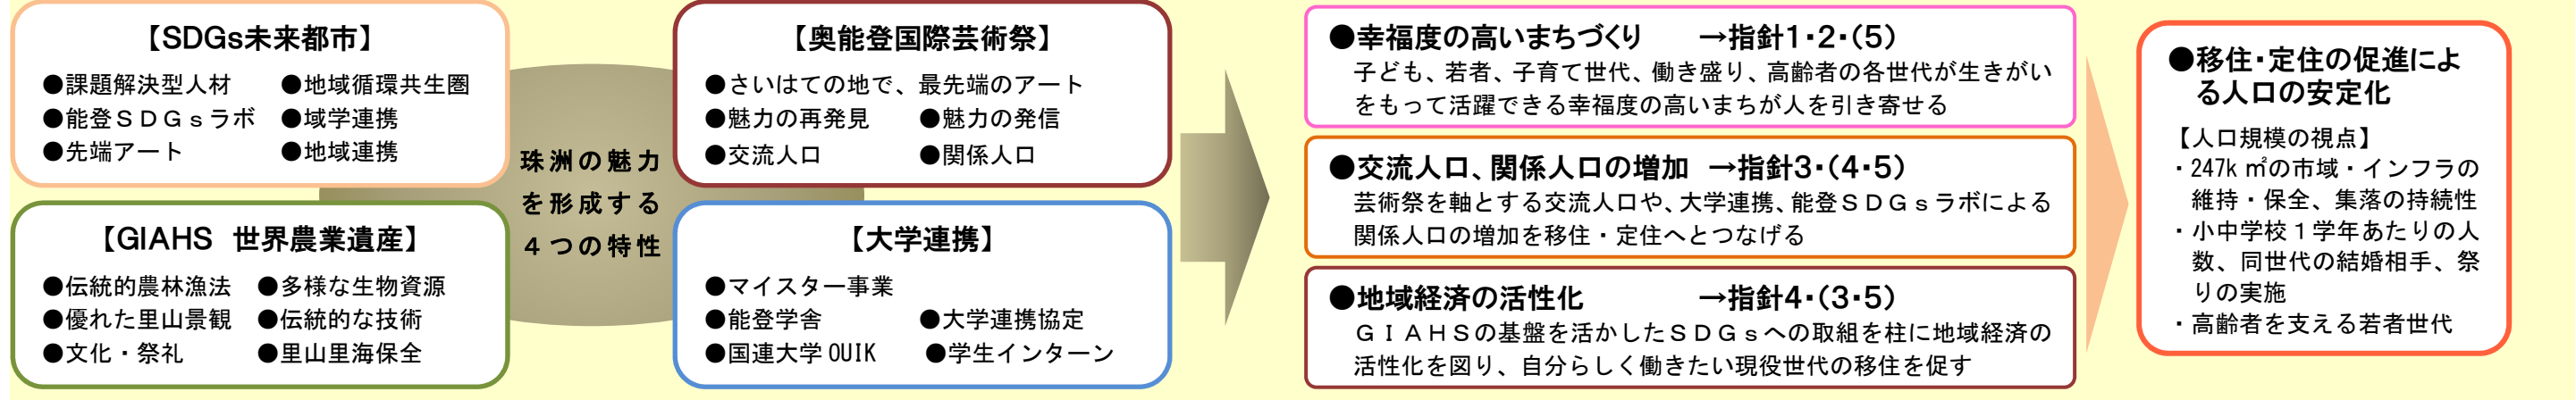 【SDGs未来都市】
●課題解決型人材　●地域循環共生圏
●能登ＳＤＧｓラボ　●域学連携
●先端アート　●地域連携
【GIAHS　世界農業遺産】
●伝統的農林漁法　●多様な生物資源
●優れた里山景観　●伝統的な技術
●文化・祭礼　●里山里海保全
珠洲の魅力
を形成する
４つの特性
【奥能登国際芸術祭】
●さいはての地で、最先端のアート
●魅力の再発見　●魅力の発信
●交流人口　●関係人口
【大学連携】
●マイスター事業
●能登学舎　●大学連携協定
●国連大学 OUIK　●学生インターン
●幸福度の高いまちづくり　→指針1・2・(5)
子ども、若者、子育て世代、働き盛り、高齢者の各世代が生きがい
をもって活躍できる幸福度の高いまちが人を引き寄せる
●交流人口、関係人口の増加　→指針3・(4・5)
芸術祭を軸とする交流人口や、大学連携、能登ＳＤＧｓラボによる
関係人口の増加を移住・定住へとつなげる
●地域経済の活性化　→指針4・(3・5)
ＧＩＡＨＳの基盤を活かしたＳＤＧｓへの取組を柱に地域経済の
活性化を図り、自分らしく働きたい現役世代の移住を促す
●移住・定住の促進によ
る人口の安定化
【人口規模の視点】
・247k ㎡の市域・インフラの
維持・保全、集落の持続性
・小中学校１学年あたりの人
数、同世代の結婚相手、祭
りの実施
・高齢者を支える若者世代